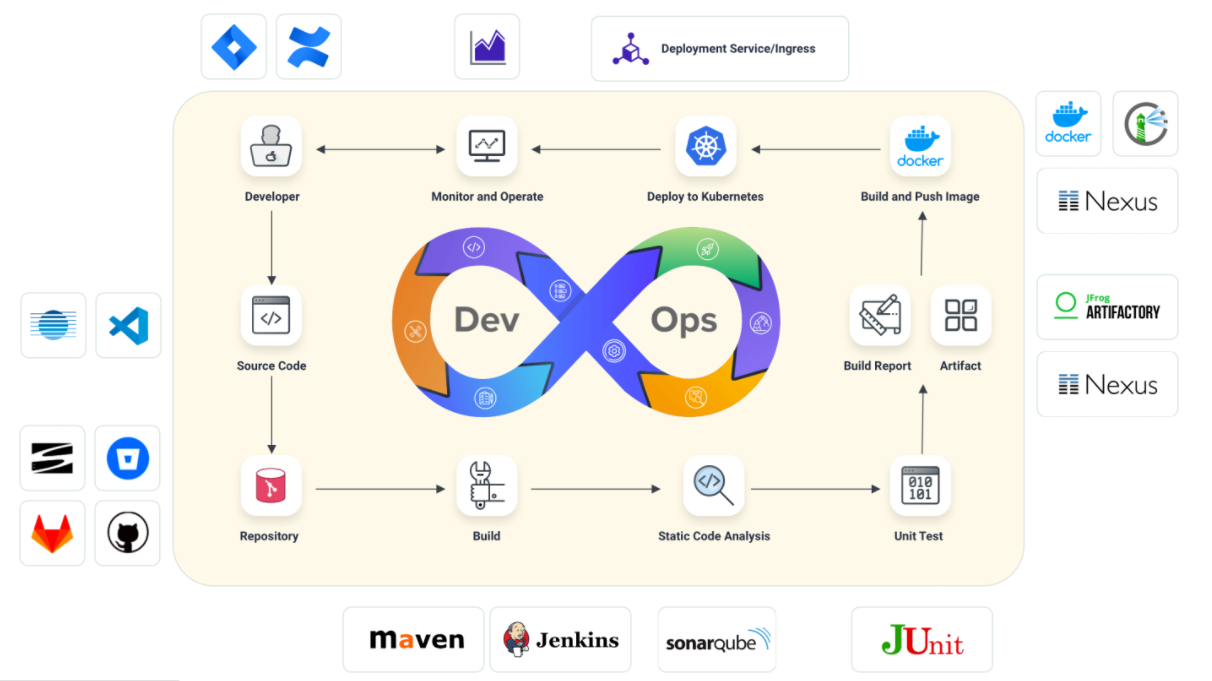 Deployment Service/Ingress
docker
docker
Developer
Monitor and Operate
Deploy to Kubernetes
Build and Push Image
Nexus
Dev
Ops
JFrog
ARTIFACTORY
Source Code
Build Report
Artifact
Nexus
010
101
Repository
Build
Static Code Analysis
Unit Test
maven
Jenkins
sonarqube
JUnit